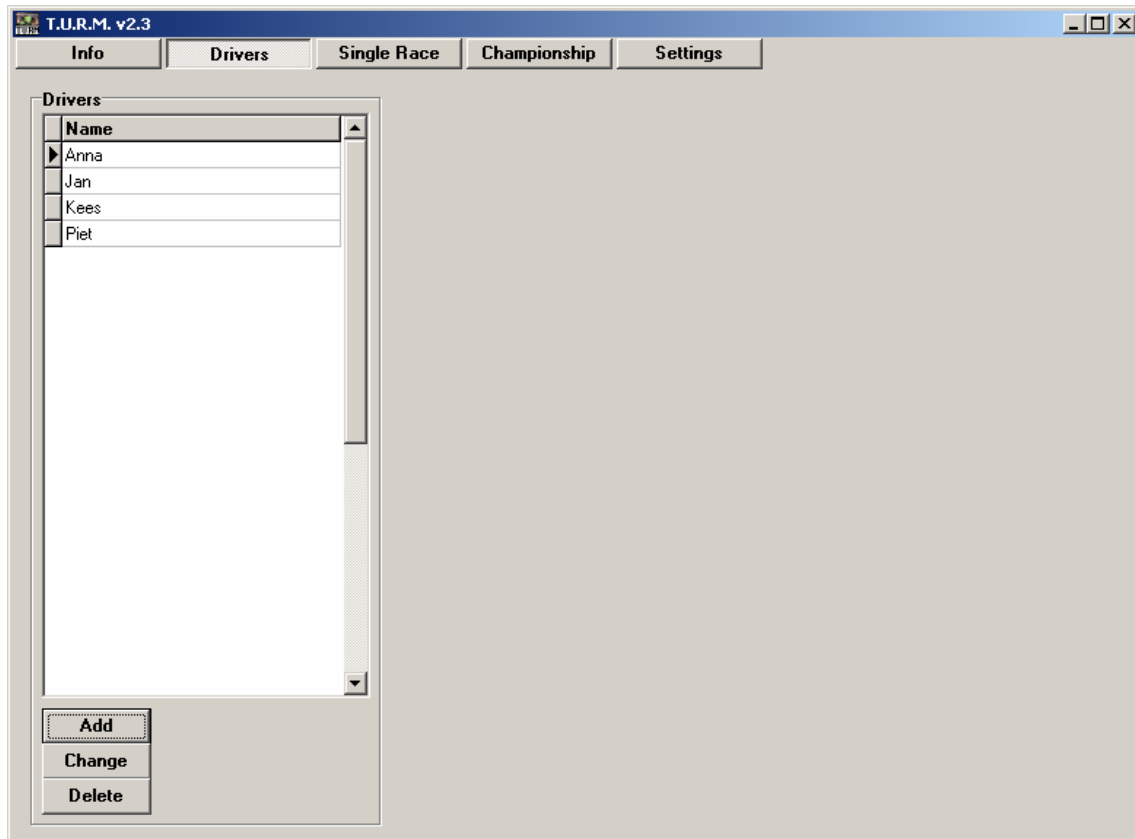 T.U.R.M. v2.3
Info Drivers Single Race Championship Settings
Drivers
Name
Anna
Jan
Kees
Piet
Add
Change
Delete